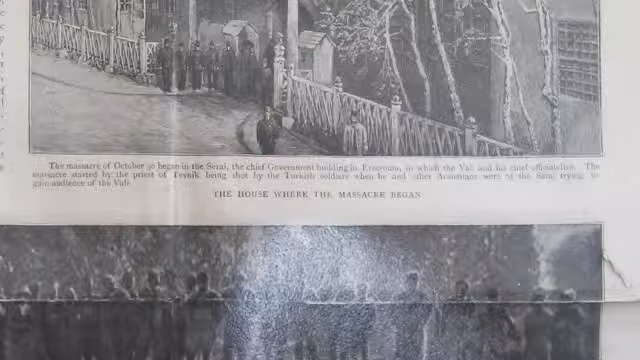 The massacre of October 30 began in the Serai, the chief Government building in Erzeroum, in which the Vali and his chief officials live. The
massacre started by the priest of Tevnik being shot by the Turkish soldiers when he and other Armenians were at the Serai trying to
gain audience of the Vali
THE HOUSE WHERE THE MASSACRE BEGAN